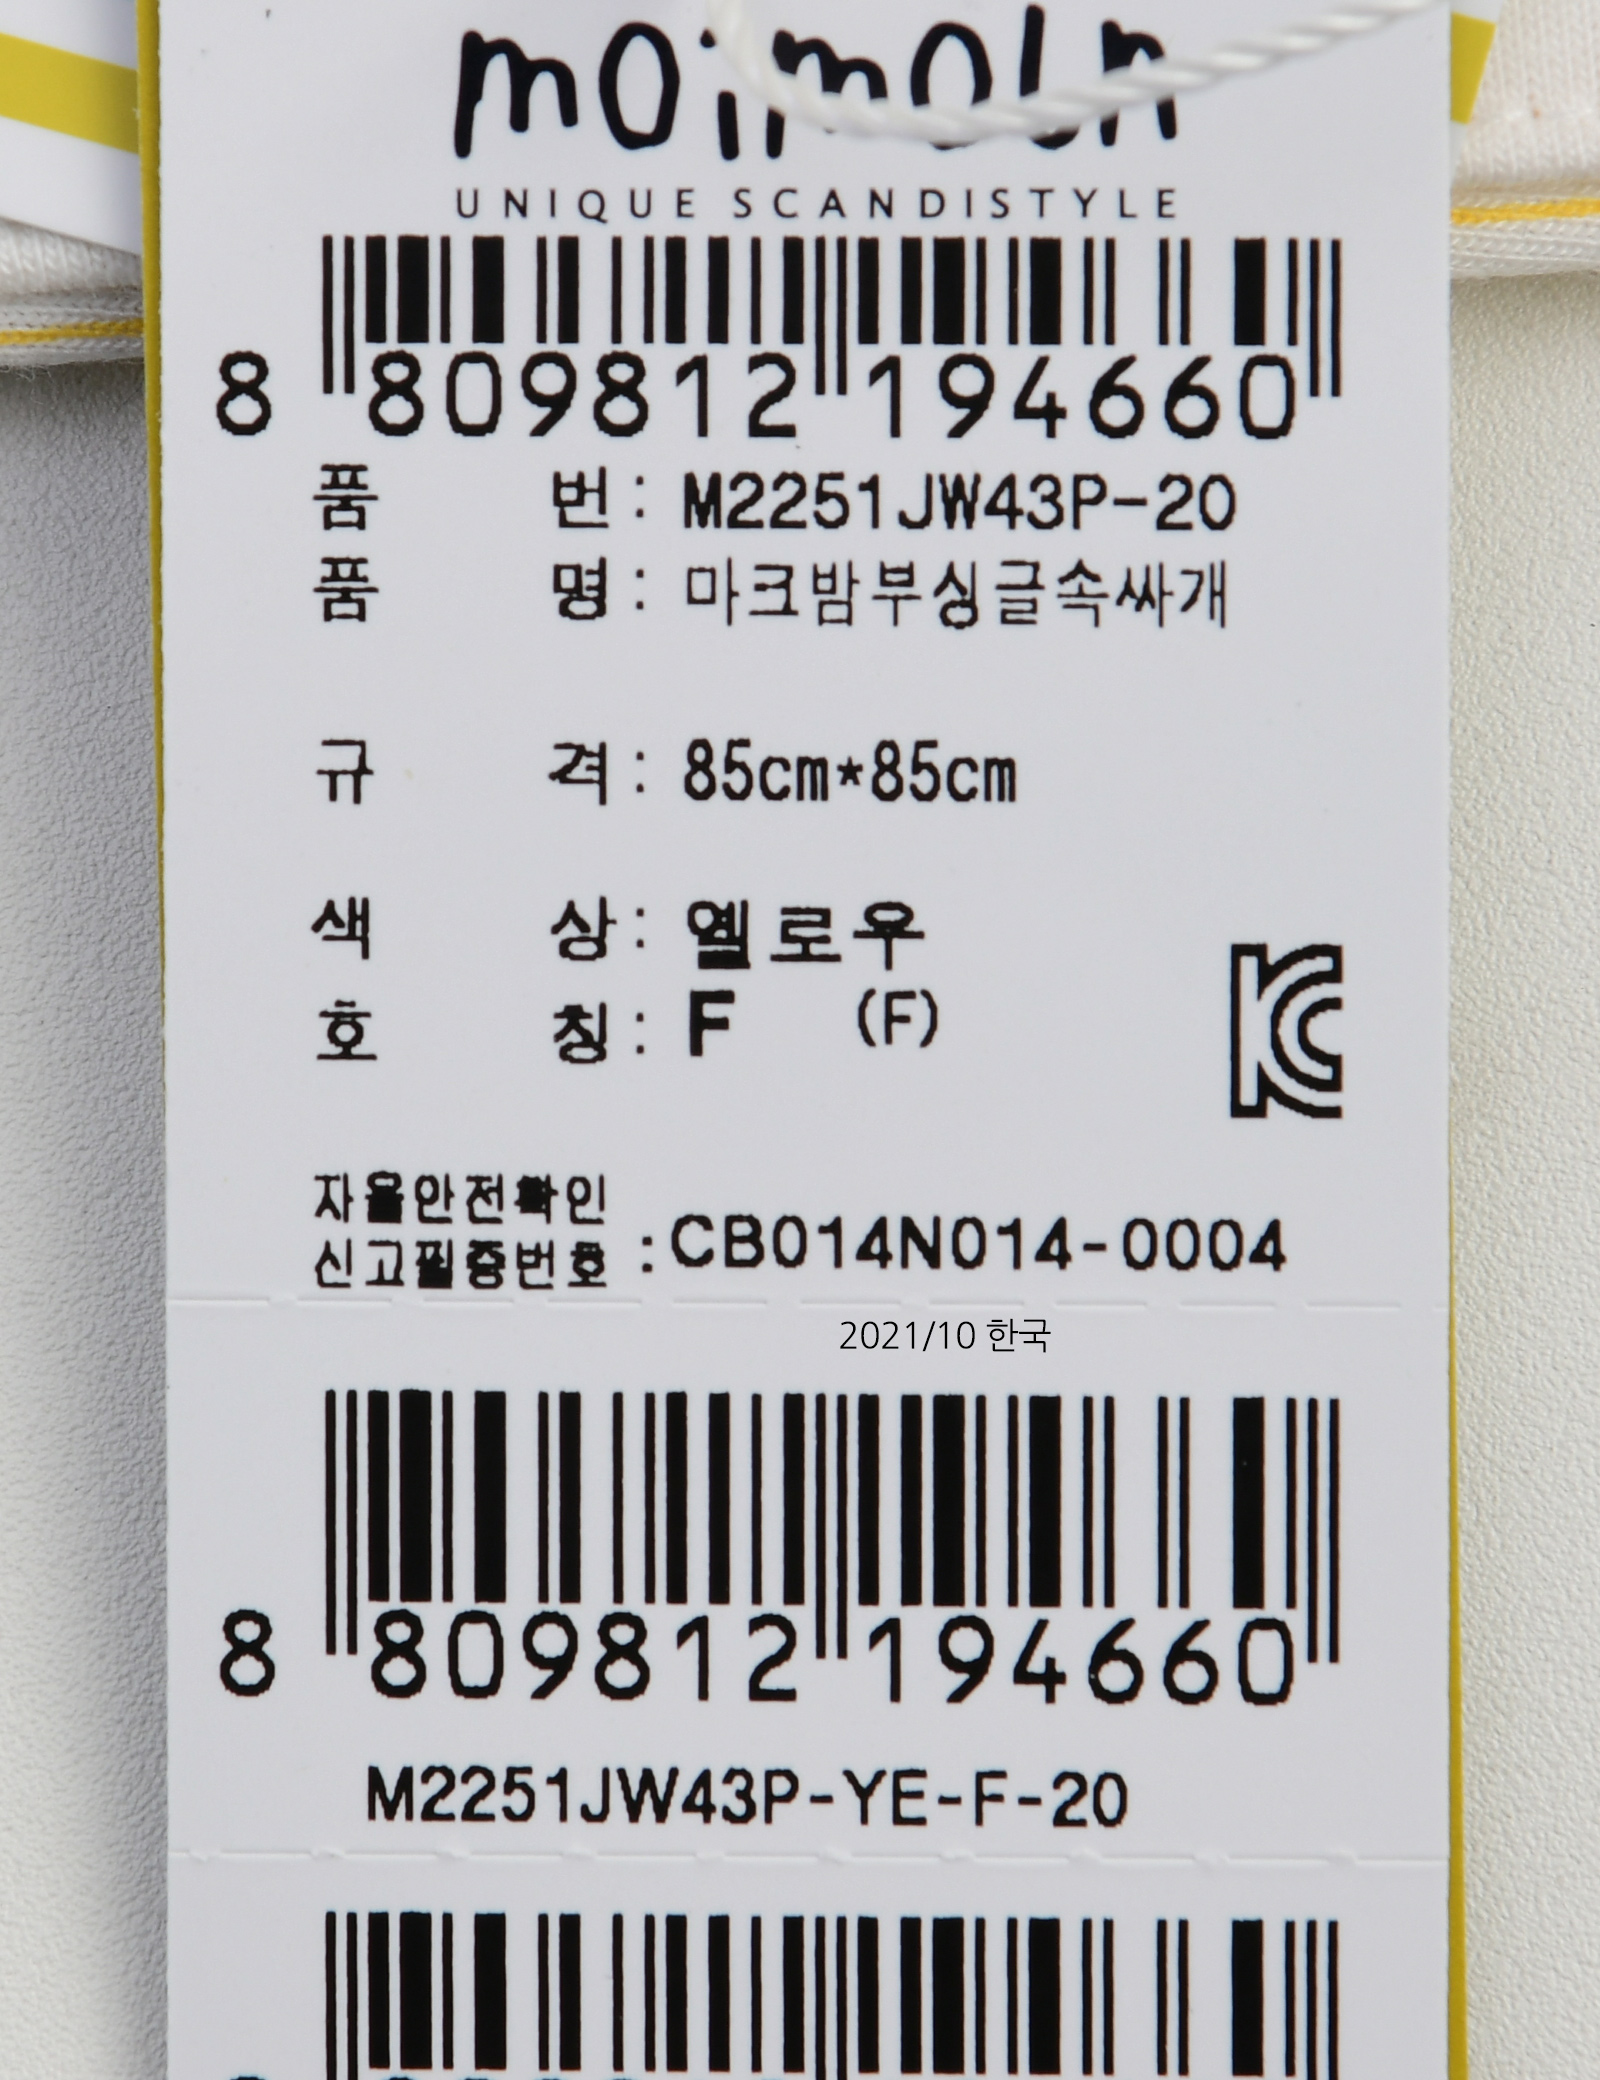 moimoln
UNIQUE SCANDISTYLE
8 809812 194660
품 번 : M2251JW43P-20
품 명 : 마크밤부싱글속싸개
규 격 : 85cm*85cm
색 상 : 옐로우
호 칭 : F (F)
자율안전확인
신고필증번호 : CB014N014-0004
2021/10 한국
8 809812 194660
M2251JW43P-YE-F-20